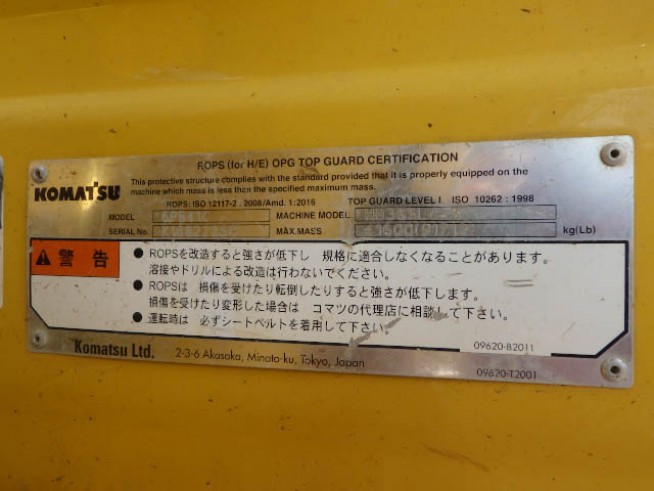 ROPS (for H/E) OPG TOP GUARD CERTIFICATION
This protective structure complies with the standard provided that it is properly equipped on the
machine which mass is less than the specified maximum mass.
KOMATSU
ROPS: ISO 12117-2 : 2008/Amd. 1:2016 TOP GUARD LEVEL I ISO 10262 : 1998
MODEL MACHINE MODEL
SERIAL No. MAX.MASS kg(Lb)
警告
● ROPSを改造すると強さが低下し 規格に適合しなくなることがあります。
溶接やドリルによる改造は行わないでください。
● ROPSは 損傷を受けたり転倒したりすると強さが低下します。
損傷を受けたり変形した場合は コマツの代理店に相談して下さい。
● 運転時は 必ずシートベルトを着用して下さい。
09620-B2011
Komatsu Ltd. 2-3-6 Akasaka, Minato-ku, Tokyo, Japan
09620-T2001